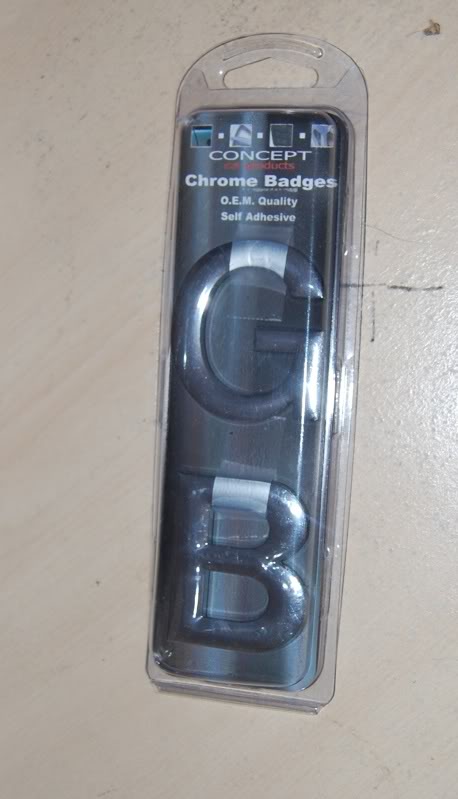 CONCEPT
car products
Chrome Badges
O.E.M. Quality
Self Adhesive
G
B